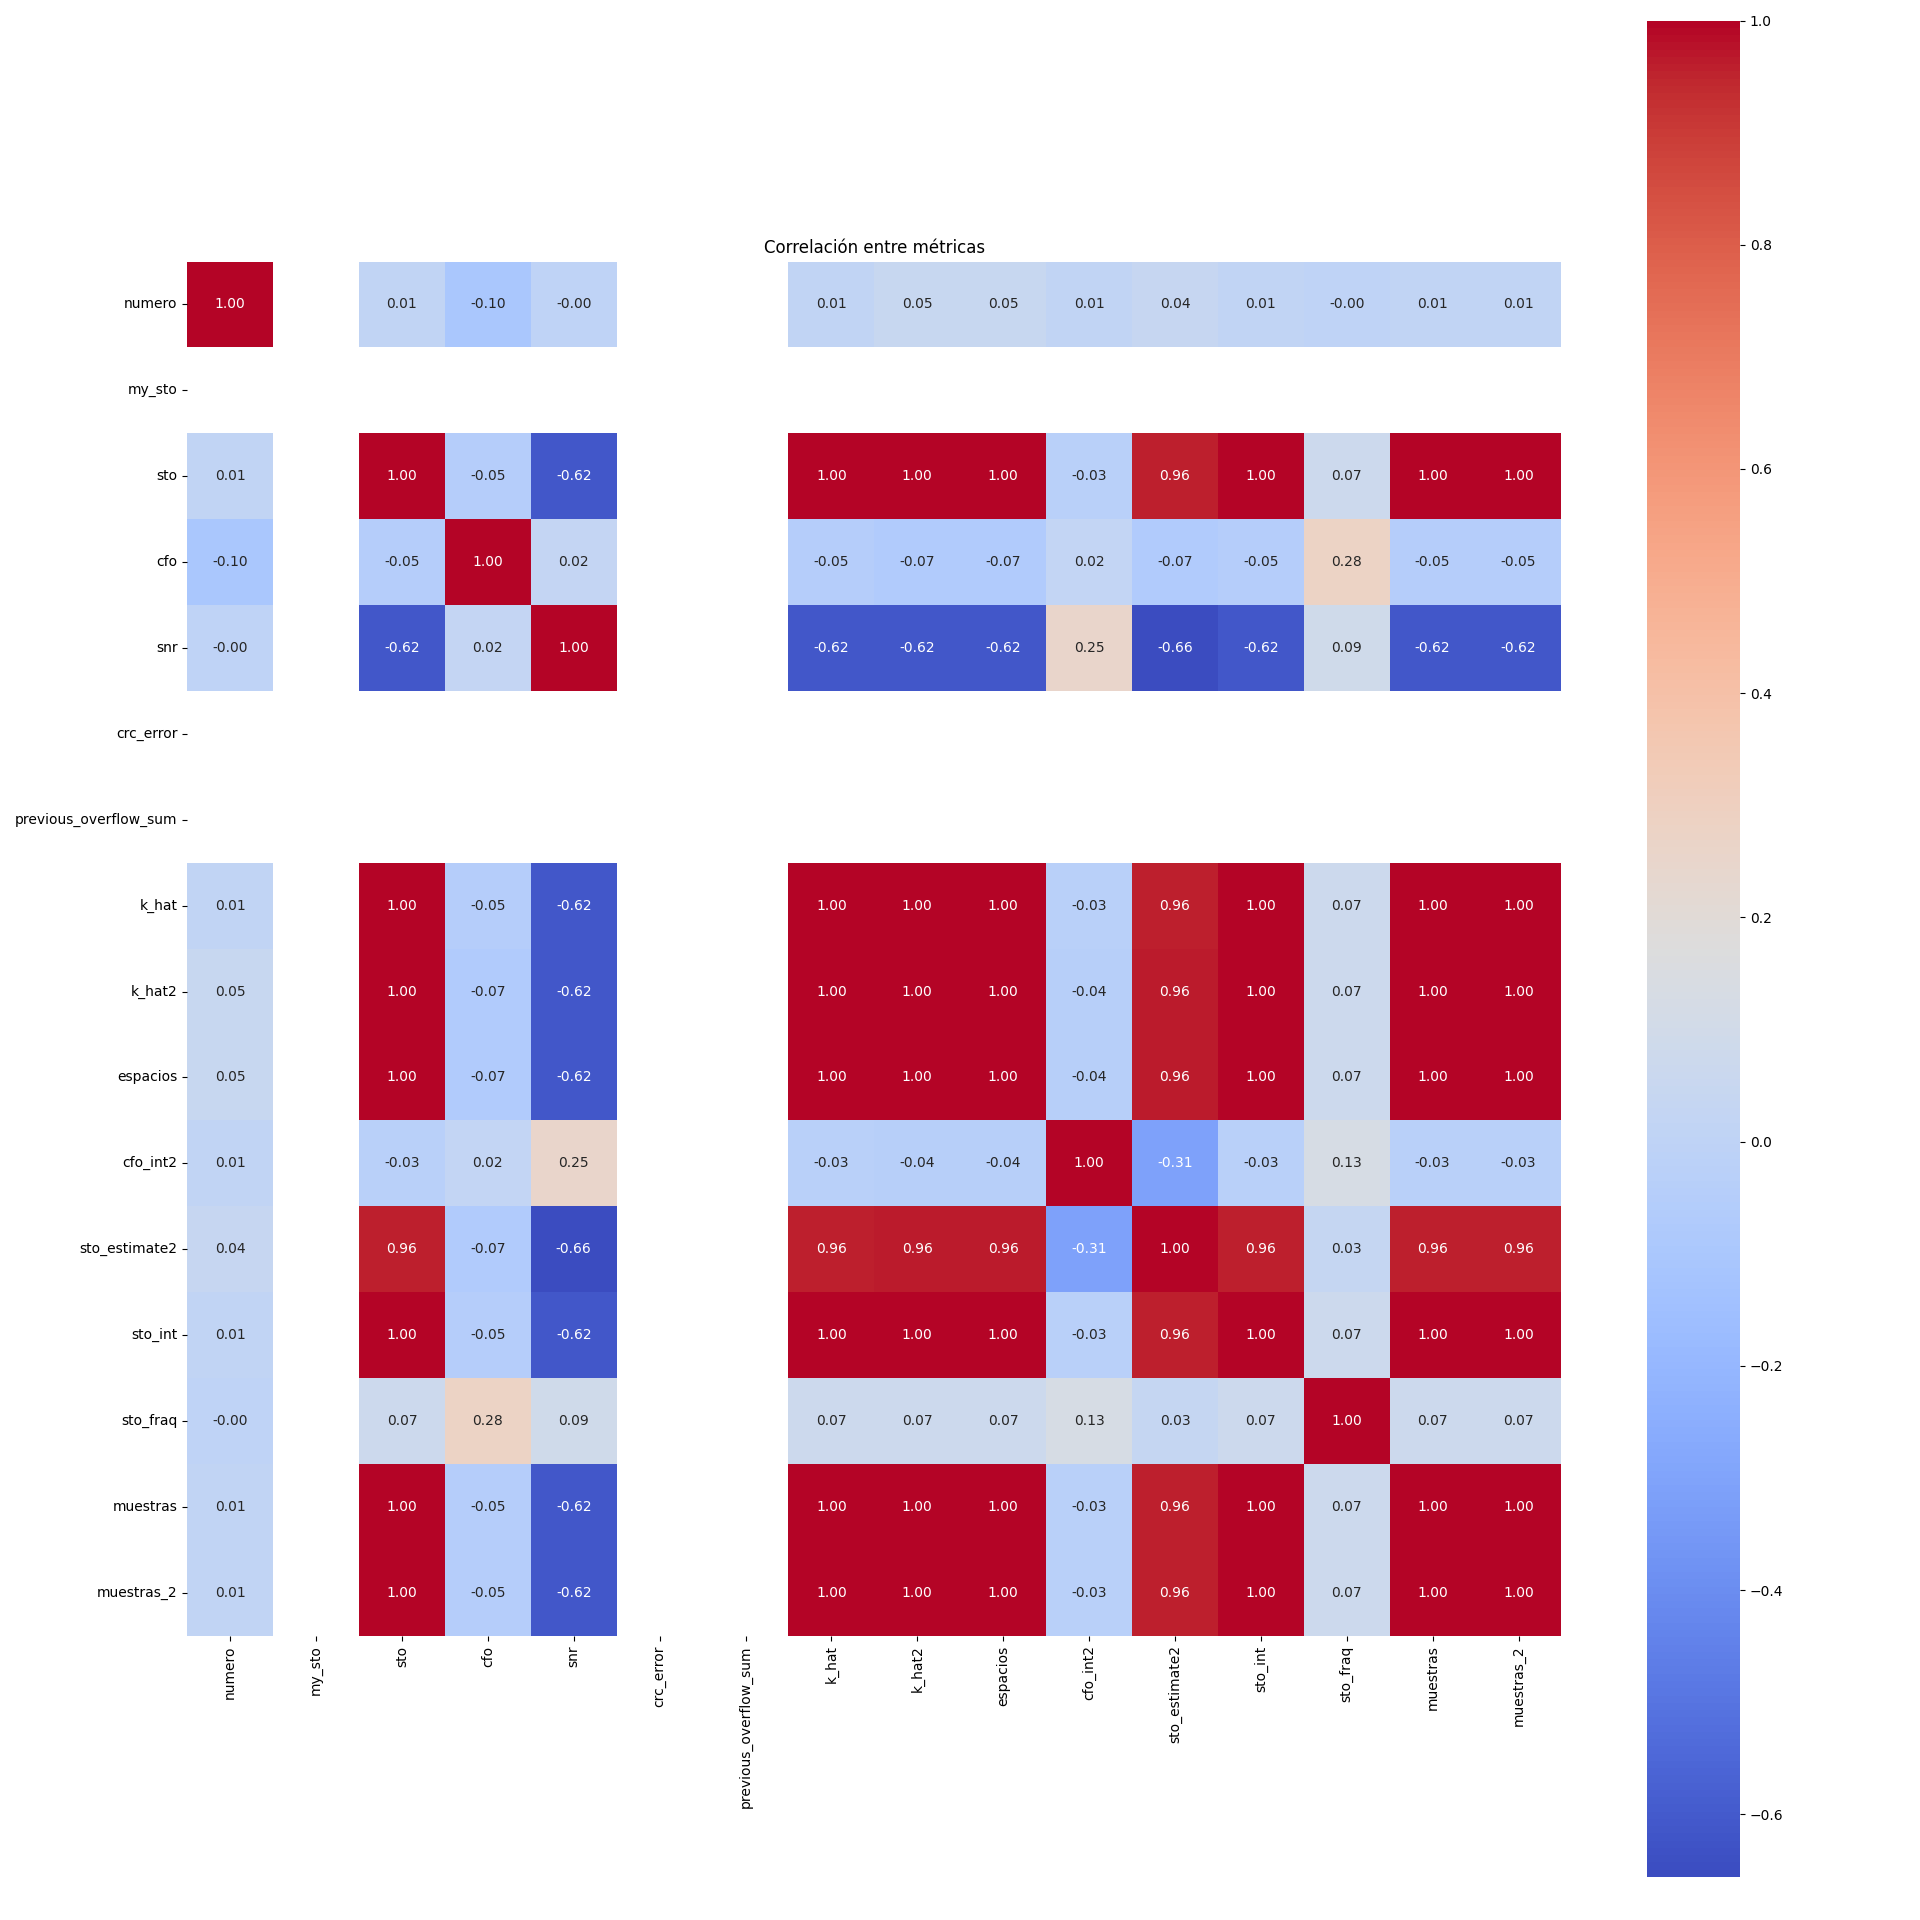 Correlación entre métricas
numero 1.00 0.01 -0.10 -0.00 0.01 0.05 0.05 0.01 0.04 0.01 -0.00 0.01 0.01
my_sto
sto 0.01 1.00 -0.05 -0.62 1.00 1.00 1.00 -0.03 0.96 1.00 0.07 1.00 1.00
cfo -0.10 -0.05 1.00 0.02 -0.05 -0.07 -0.07 0.02 -0.07 -0.05 0.28 -0.05 -0.05
snr -0.00 -0.62 0.02 1.00 -0.62 -0.62 -0.62 0.25 -0.66 -0.62 0.09 -0.62 -0.62
crc_error
previous_overflow_sum
k_hat 0.01 1.00 -0.05 -0.62 1.00 1.00 1.00 -0.03 0.96 1.00 0.07 1.00 1.00
k_hat2 0.05 1.00 -0.07 -0.62 1.00 1.00 1.00 -0.04 0.96 1.00 0.07 1.00 1.00
espacios 0.05 1.00 -0.07 -0.62 1.00 1.00 1.00 -0.04 0.96 1.00 0.07 1.00 1.00
cfo_int2 0.01 -0.03 0.02 0.25 -0.03 -0.04 -0.04 1.00 -0.31 -0.03 0.13 -0.03 -0.03
sto_estimate2 0.04 0.96 -0.07 -0.66 0.96 0.96 0.96 -0.31 1.00 0.96 0.03 0.96 0.96
sto_int 0.01 1.00 -0.05 -0.62 1.00 1.00 1.00 -0.03 0.96 1.00 0.07 1.00 1.00
sto_fraq -0.00 0.07 0.28 0.09 0.07 0.07 0.07 0.13 0.03 0.07 1.00 0.07 0.07
muestras 0.01 1.00 -0.05 -0.62 1.00 1.00 1.00 -0.03 0.96 1.00 0.07 1.00 1.00
muestras_2 0.01 1.00 -0.05 -0.62 1.00 1.00 1.00 -0.03 0.96 1.00 0.07 1.00 1.00
numero my_sto sto cfo snr crc_error previous_overflow_sum k_hat k_hat2 espacios cfo_int2 sto_estimate2 sto_int sto_fraq muestras muestras_2
1.0
0.8
0.6
0.4
0.2
0.0
−0.2
−0.4
−0.6